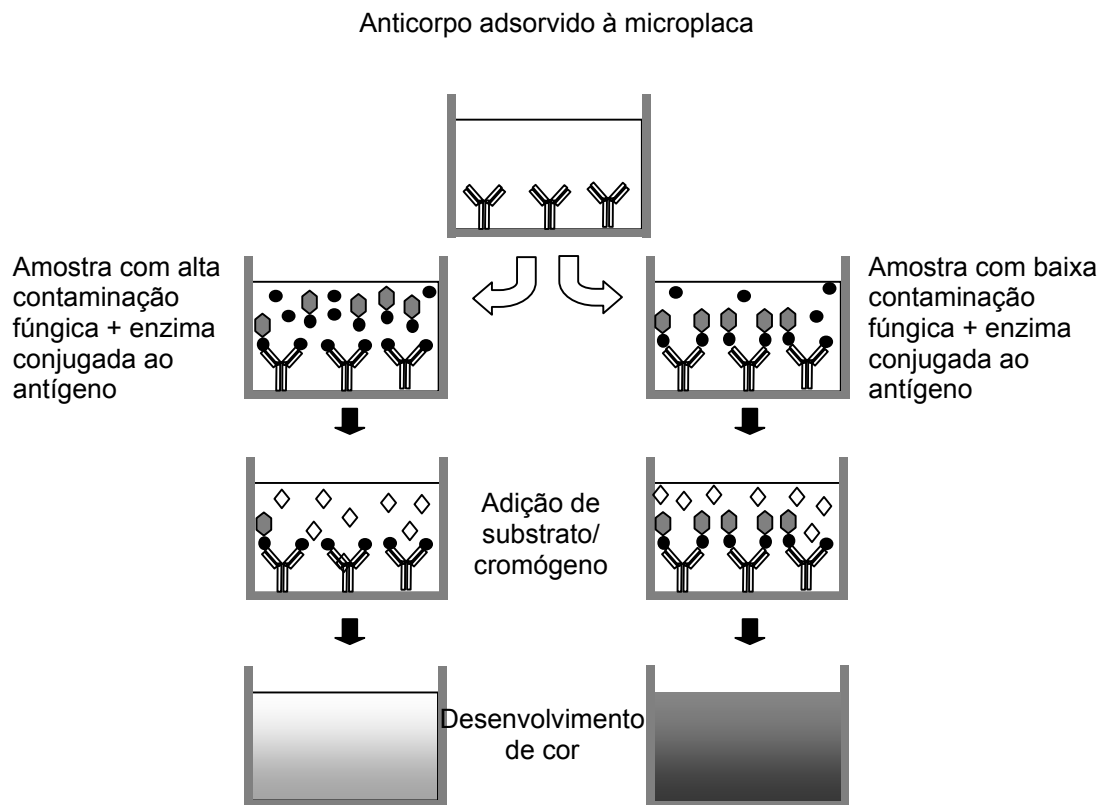 Anticorpo adsorvido à microplaca
Amostra com alta
contaminação
fúngica + enzima
conjugada ao
antígeno
Amostra com baixa
contaminação
fúngica + enzima
conjugada ao
antígeno
Adição de
substrato/
cromógeno
Desenvolvimento
de cor